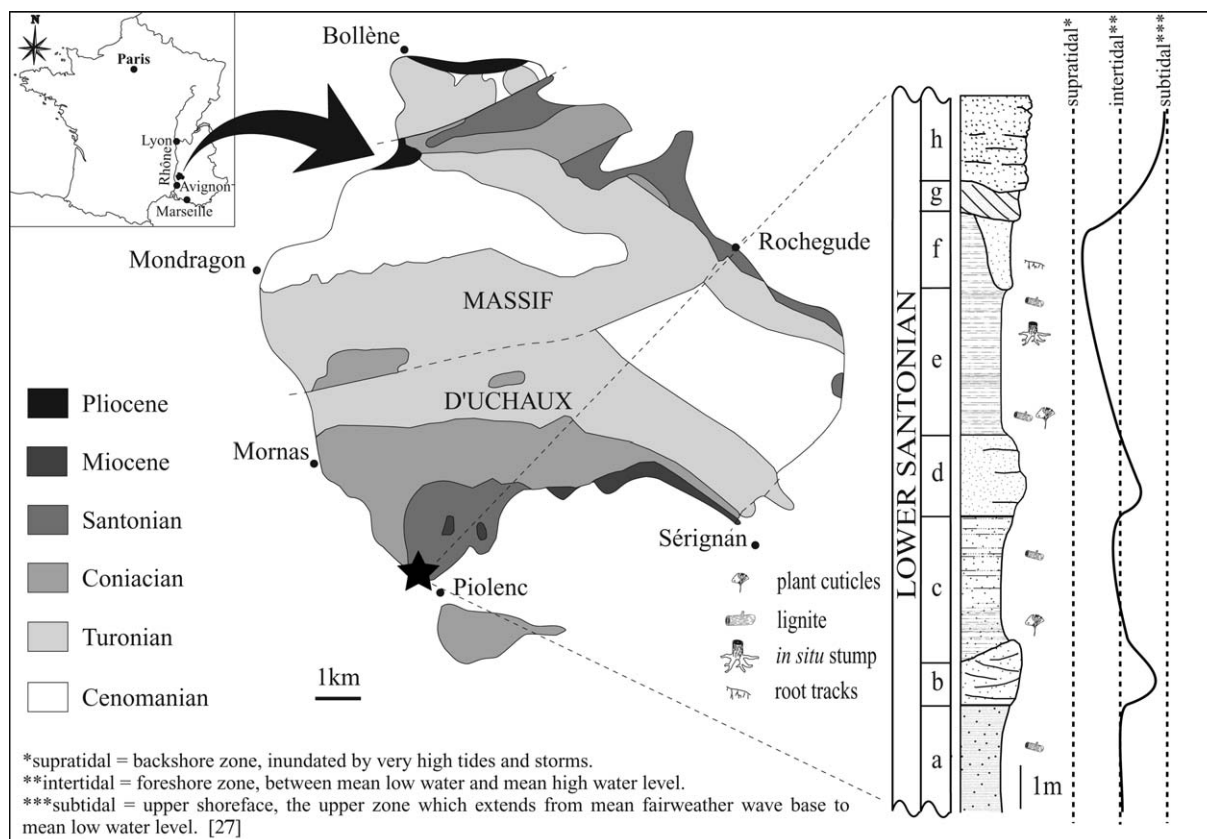 N
Paris
Lyon
Rhône
Avignon
Marseille
Bollène
Mondragon
Rochegude
MASSIF
D'UCHAUX
Mornas
Sérignan
Piolenc
1km
Pliocene
Miocene
Santonian
Coniacian
Turonian
Cenomanian
plant cuticles
lignite
in situ stump
root tracks
LOWER SANTONIAN
h
g
f
e
d
c
b
a
1m
supratidal*
intertidal**
subtidal***
*supratidal = backshore zone, inundated by very high tides and storms.
**intertidal = foreshore zone, between mean low water and mean high water level.
***subtidal = upper shoreface, the upper zone which extends from mean fairweather wave base to
mean low water level. [27]